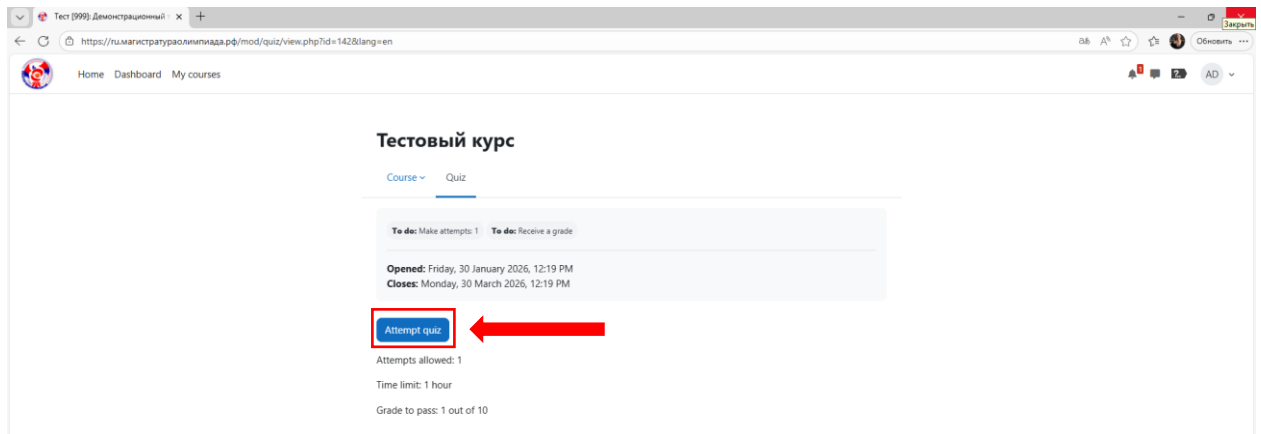 Тест [999]: Демонстрационный
Закрыть
https://ru.магистратураолимпиада.рф/mod/quiz/view.php?id=142&lang=en
Обновить
Home Dashboard My courses
1
AD
Тестовый курс
Course Quiz
To do: Make attempts: 1 To do: Receive a grade
Opened: Friday, 30 January 2026, 12:19 PM
Closes: Monday, 30 March 2026, 12:19 PM
Attempt quiz
Attempts allowed: 1
Time limit: 1 hour
Grade to pass: 1 out of 10